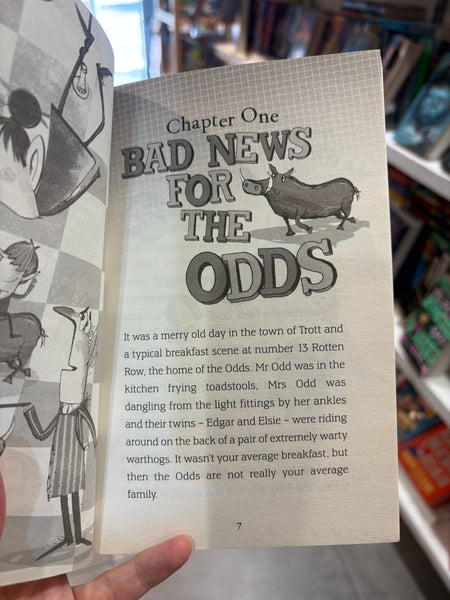 Chapter One
BAD NEWS
FOR
THE
ODDS
It was a merry old day in the town of Trott and
a typical breakfast scene at number 13 Rotten
Row, the home of the Odds. Mr Odd was in the
kitchen frying toadstools, Mrs Odd was
dangling from the light fittings by her ankles
and their twins – Edgar and Elsie – were riding
around on the back of a pair of extremely warty
warthogs. It wasn't your average breakfast, but
then the Odds are not really your average
family.
7